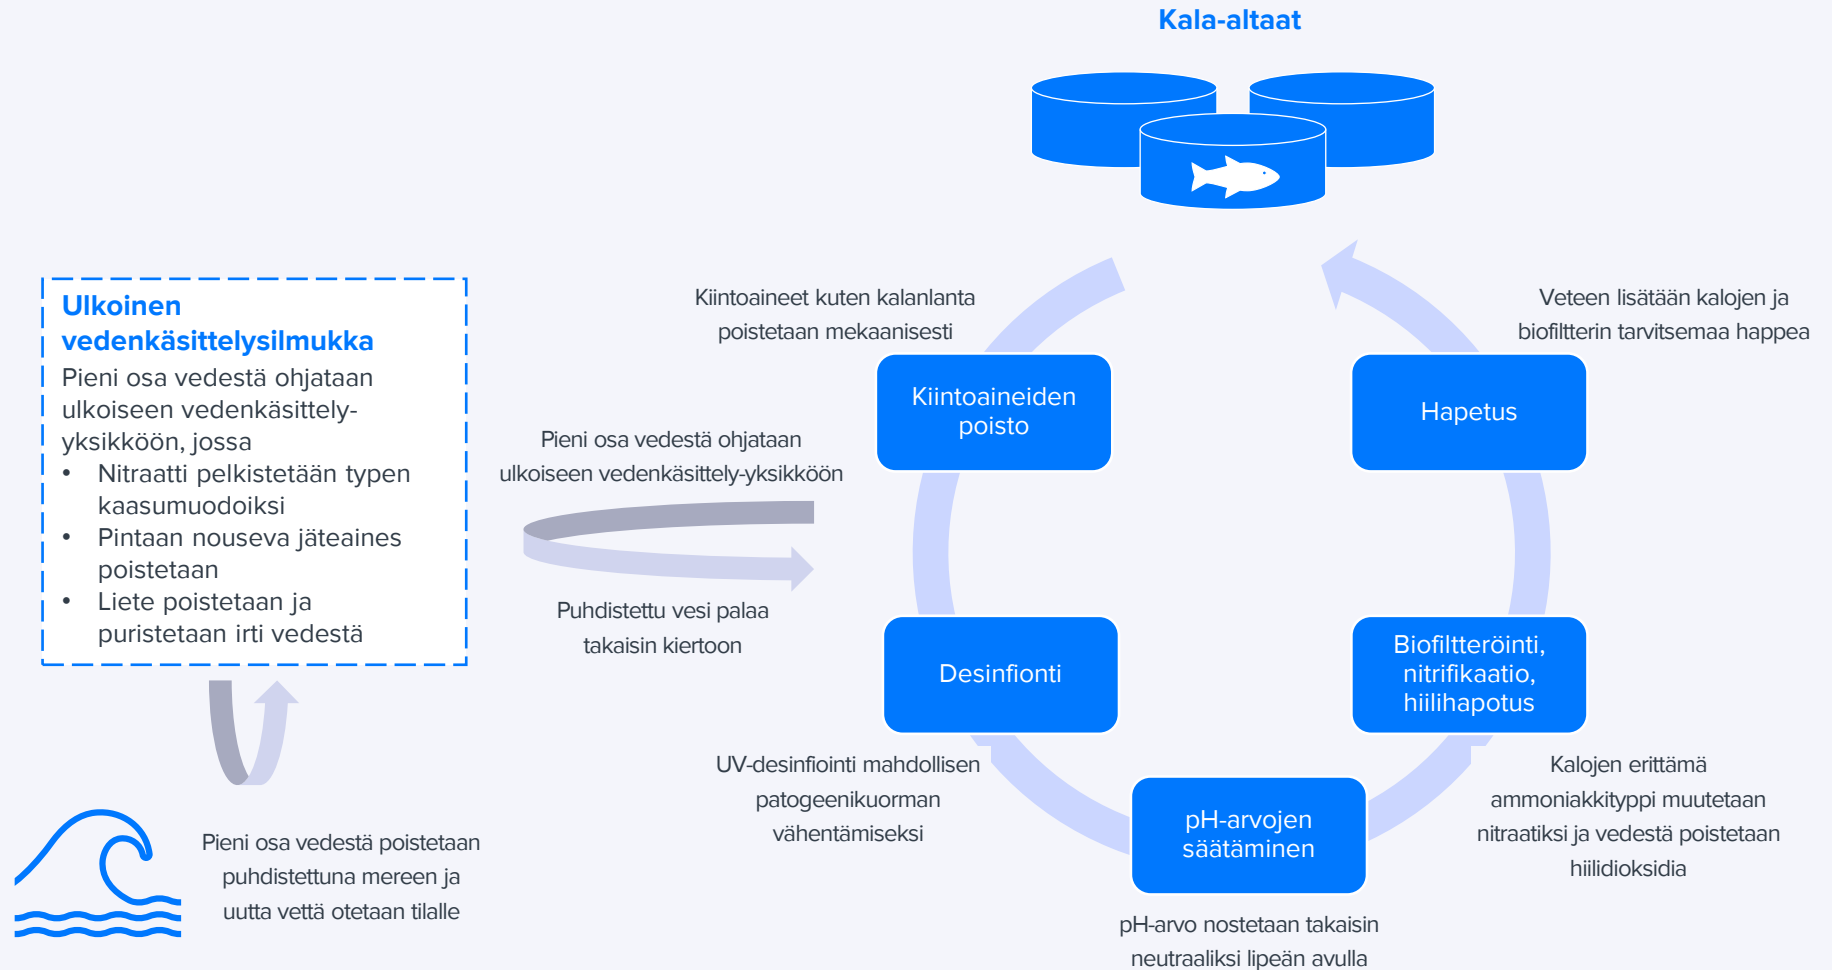 Kala-altaat
Ulkoinen
vedenkäsittelysilmukka
Pieni osa vedestä ohjataan
ulkoiseen vedenkäsittely-
yksikköön, jossa
• Nitraatti pelkistetään typen
kaasumuodoiksi
• Pintaan nouseva jäteaines
poistetaan
• Liete poistetaan ja
puristetaan irti vedestä
Pieni osa vedestä poistetaan
puhdistettuna mereen ja
uutta vettä otetaan tilalle
Pieni osa vedestä ohjataan
ulkoiseen vedenkäsittely-yksikköön
Puhdistettu vesi palaa
takaisin kiertoon
Kiintoaineet kuten kalanlanta
poistetaan mekaanisesti
Kiintoaineiden
poisto
Desinfionti
UV-desinfiointi mahdollisen
patogeenikuorman
vähentämiseksi
pH-arvojen
säätäminen
pH-arvo nostetaan takaisin
neutraaliksi lipeän avulla
Biofiltteröinti,
nitrifikaatio,
hiilihapotus
Kalojen erittämä
ammoniakkityppi muutetaan
nitraatiksi ja vedestä poistetaan
hiilidioksidia
Hapetus
Veteen lisätään kalojen ja
biofiltterin tarvitsemaa happea